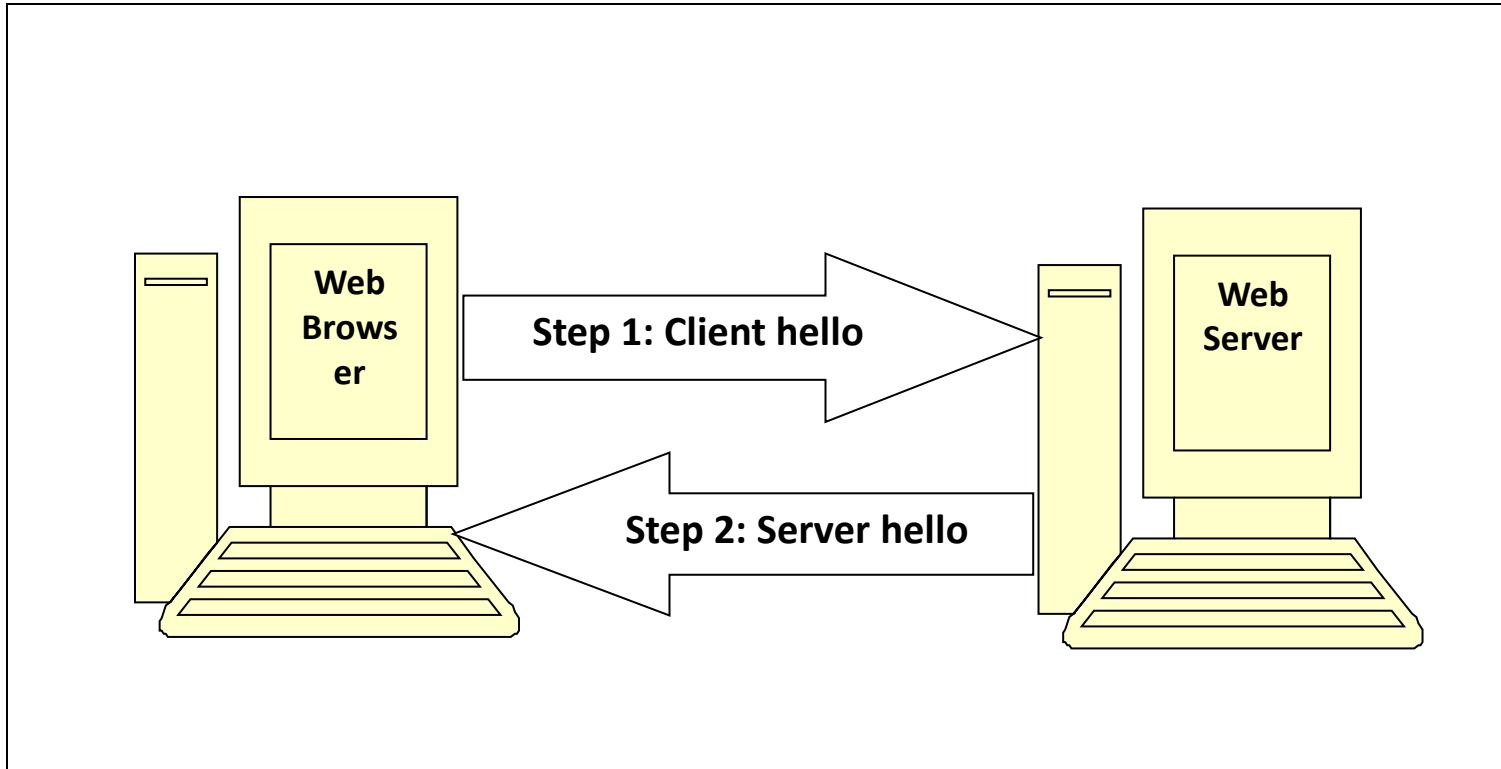 Web
Brows
er
Step 1: Client hello
Web
Server
Step 2: Server hello